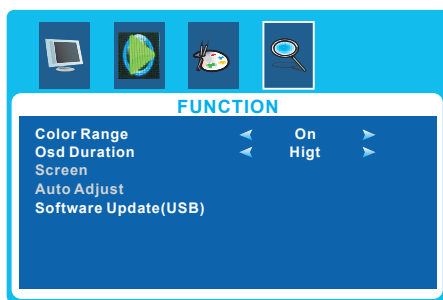 FUNCTION
Color Range On
Osd Duration Higt
Screen
Auto Adjust
Software Update(USB)